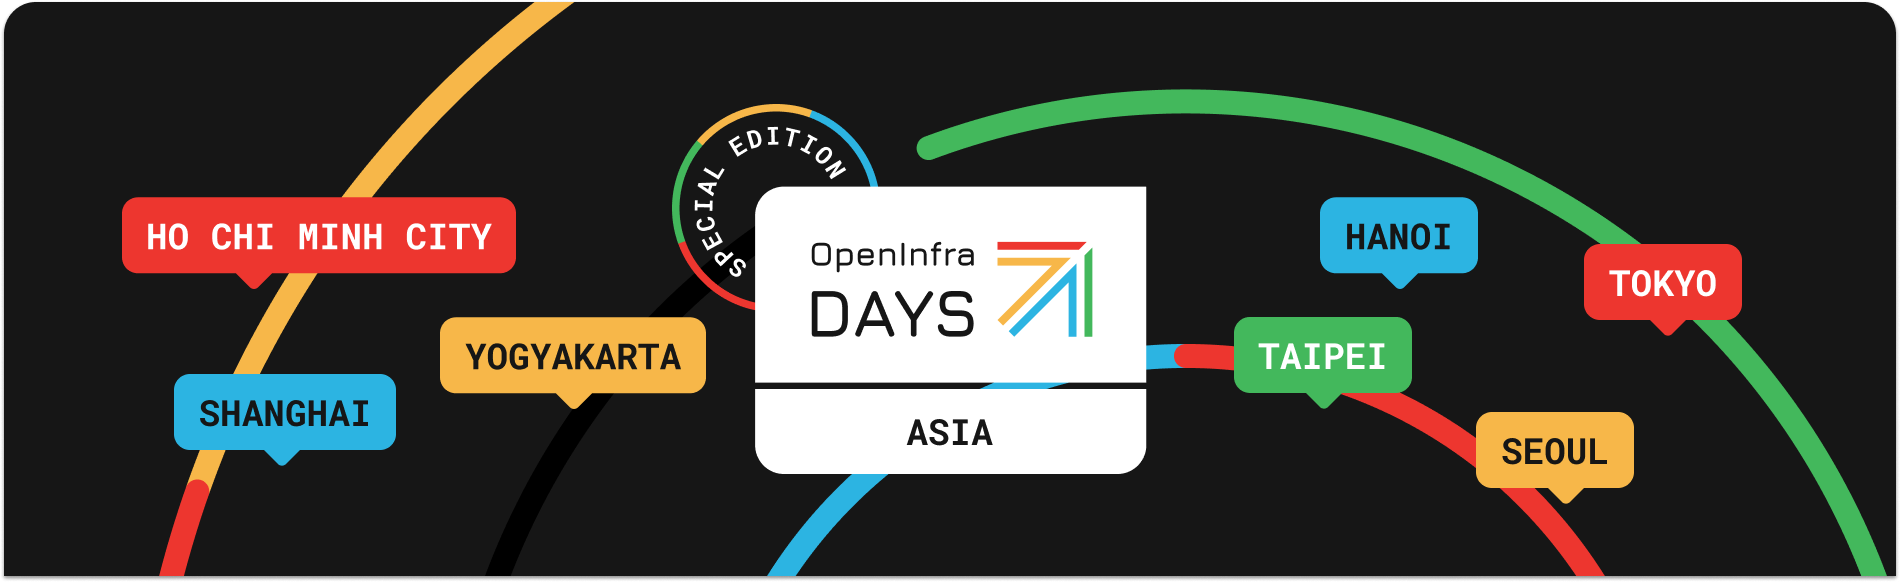 SPECIAL EDITION
HO CHI MINH CITY
HANOI
OpenInfra
DAYS
TOKYO
YOGYAKARTA
TAIPEI
SHANGHAI
ASIA
SEOUL